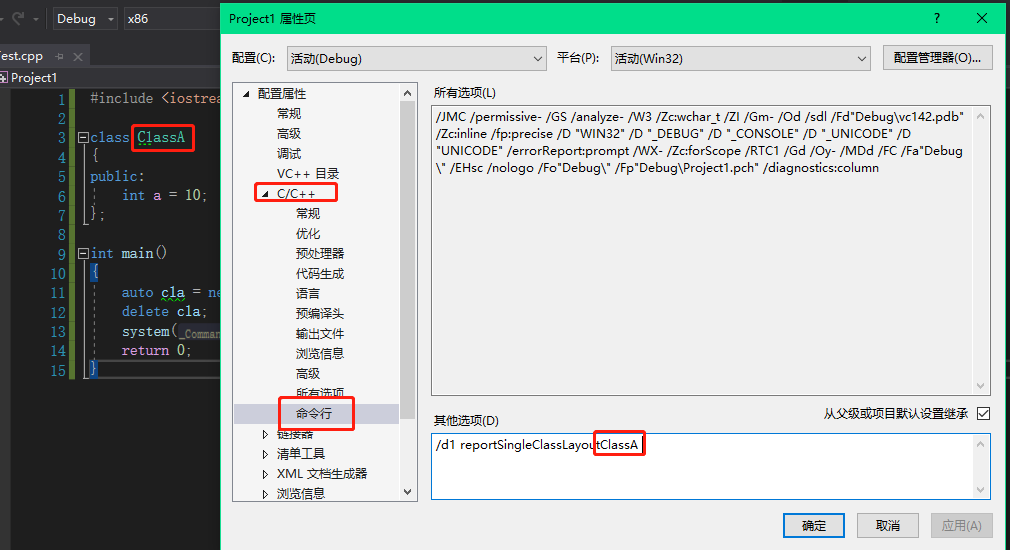 Debug
x86
Project1 属性页
?
Test.cpp
Project1
配置(C):
活动(Debug)
平台(P):
活动(Win32)
配置管理器(O)...
1 #include <iostrea
2
3 class ClassA
4 {
5 public:
6 int a = 10;
7 };
8
9 int main()
10 {
11 auto cla = ne
12 delete cla;
13 system(_Comman
14 return 0;
15 }
配置属性
常规
高级
调试
VC++ 目录
C/C++
常规
优化
预处理器
代码生成
语言
预编译头
输出文件
浏览信息
高级
所有选项
命令行
链接器
清单工具
XML 文档生成器
浏览信息
所有选项(L)
/JMC /permissive- /GS /analyze- /W3 /Zc:wchar_t /ZI /Gm- /Od /sdl /Fd"Debug\vc142.pdb"
/Zc:inline /fp:precise /D "WIN32" /D "_DEBUG" /D "_CONSOLE" /D "_UNICODE" /D
"UNICODE" /errorReport:prompt /WX- /Zc:forScope /RTC1 /Gd /Oy- /MDd /FC /Fa"Debug
\" /EHsc /nologo /Fo"Debug\" /Fp"Debug\Project1.pch" /diagnostics:column
从父级或项目默认设置继承
其他选项(D)
/d1 reportSingleClassLayoutClassA
确定
取消
应用(A)